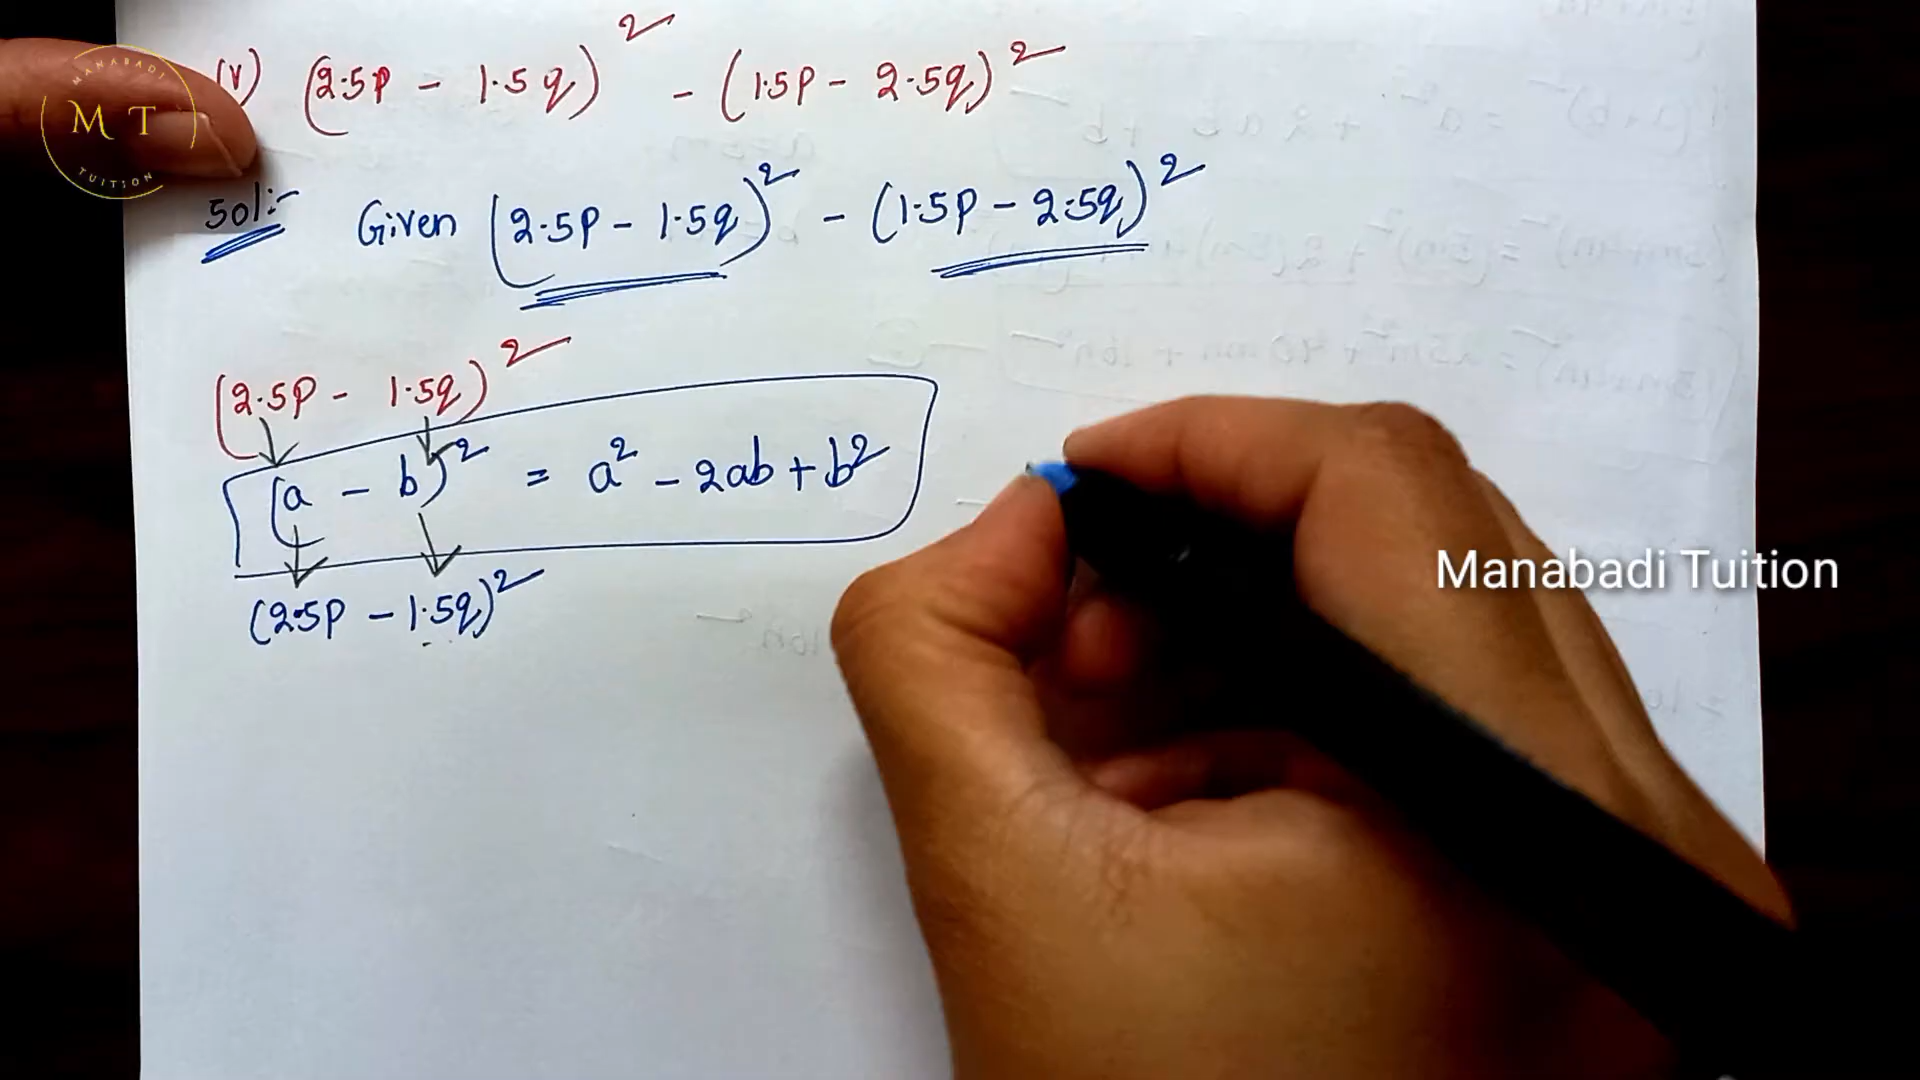 MANABADI
M T
TUITION
(v) (2.5p - 1.5q)² - (1.5p - 2.5q)²
Sol:- Given (2.5p - 1.5q)² - (1.5p - 2.5q)²
(2.5p - 1.5q)²
(a - b)² = a² - 2ab + b²
(2.5p - 1.5q)²
Manabadi Tuition